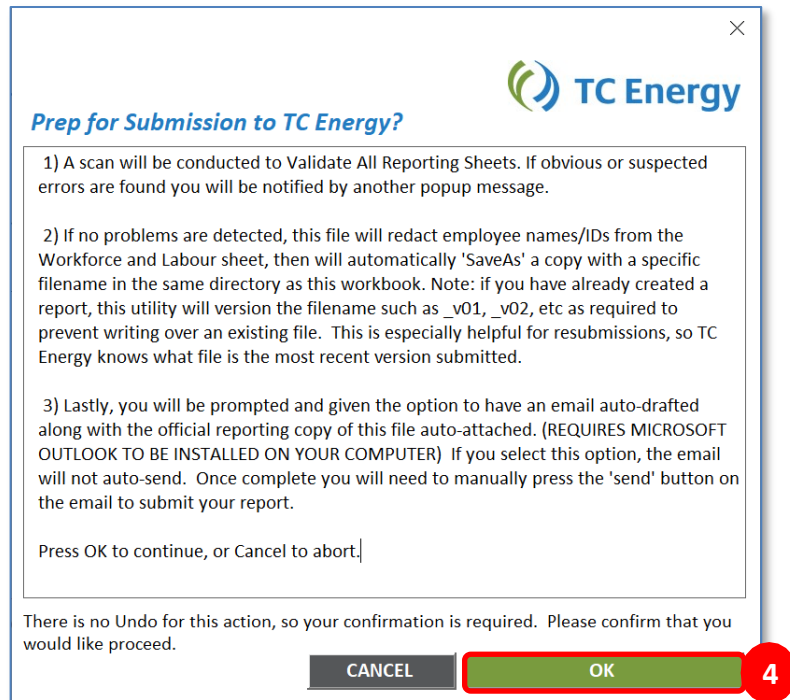 TC Energy
Prep for Submission to TC Energy?
1) A scan will be conducted to Validate All Reporting Sheets. If obvious or suspected
errors are found you will be notified by another popup message.
2) If no problems are detected, this file will redact employee names/IDs from the
Workforce and Labour sheet, then will automatically 'SaveAs' a copy with a specific
filename in the same directory as this workbook. Note: if you have already created a
report, this utility will version the filename such as _v01, _v02, etc as required to
prevent writing over an existing file.  This is especially helpful for resubmissions, so TC
Energy knows what file is the most recent version submitted.
3) Lastly, you will be prompted and given the option to have an email auto-drafted
along with the official reporting copy of this file auto-attached. (REQUIRES MICROSOFT
OUTLOOK TO BE INSTALLED ON YOUR COMPUTER)  If you select this option, the email
will not auto-send.  Once complete you will need to manually press the 'send' button on
the email to submit your report.
Press OK to continue, or Cancel to abort.
There is no Undo for this action, so your confirmation is required.  Please confirm that you
would like proceed.
CANCEL OK 4